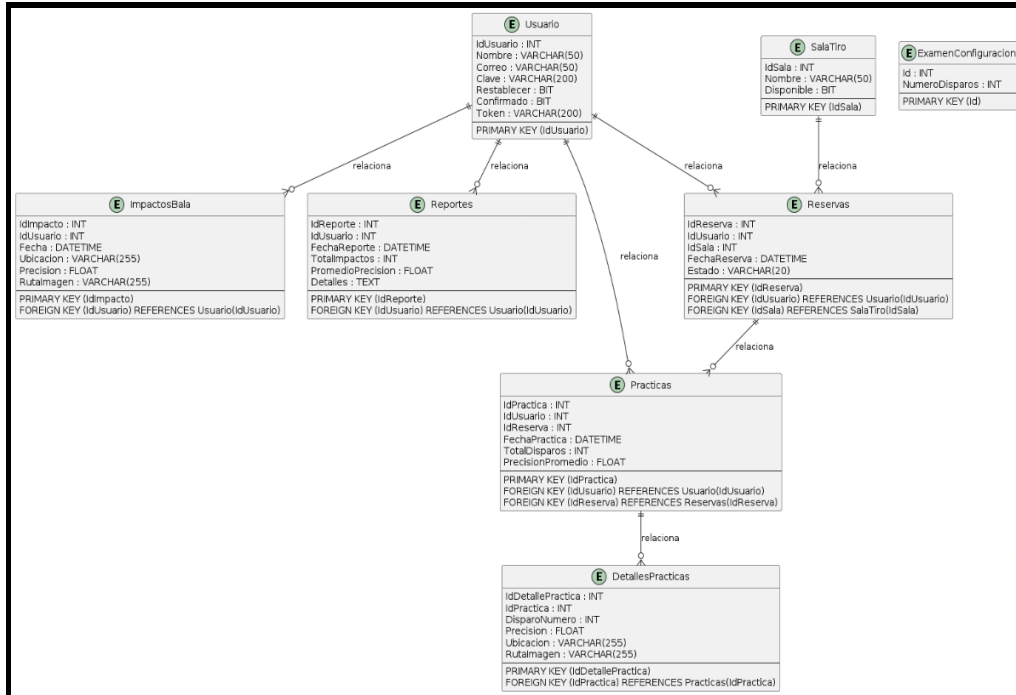 E Usuario
IdUsuario : INT
Nombre : VARCHAR(50)
Correo : VARCHAR(50)
Clave : VARCHAR(200)
Restablecer : BIT
Confirmado : BIT
Token : VARCHAR(200)
PRIMARY KEY (IdUsuario)
E SalaTiro
IdSala : INT
Nombre : VARCHAR(50)
Disponible : BIT
PRIMARY KEY (IdSala)
E ExamenConfiguracion
Id : INT
NumeroDisparos : INT
PRIMARY KEY (Id)
relaciona
relaciona
relaciona
relaciona
relaciona
E ImpactosBala
IdImpacto : INT
IdUsuario : INT
Fecha : DATETIME
Ubicacion : VARCHAR(255)
Precision : FLOAT
RutaImagen : VARCHAR(255)
PRIMARY KEY (IdImpacto)
FOREIGN KEY (IdUsuario) REFERENCES Usuario(IdUsuario)
E Reportes
IdReporte : INT
IdUsuario : INT
FechaReporte : DATETIME
TotalImpactos : INT
PromedioPrecision : FLOAT
Detalles : TEXT
PRIMARY KEY (IdReporte)
FOREIGN KEY (IdUsuario) REFERENCES Usuario(IdUsuario)
E Reservas
IdReserva : INT
IdUsuario : INT
IdSala : INT
FechaReserva : DATETIME
Estado : VARCHAR(20)
PRIMARY KEY (IdReserva)
FOREIGN KEY (IdUsuario) REFERENCES Usuario(IdUsuario)
FOREIGN KEY (IdSala) REFERENCES SalaTiro(IdSala)
relaciona
E Practicas
IdPractica : INT
IdUsuario : INT
IdReserva : INT
FechaPractica : DATETIME
TotalDisparos : INT
PrecisionPromedio : FLOAT
PRIMARY KEY (IdPractica)
FOREIGN KEY (IdUsuario) REFERENCES Usuario(IdUsuario)
FOREIGN KEY (IdReserva) REFERENCES Reservas(IdReserva)
relaciona
E DetallesPracticas
IdDetallePractica : INT
IdPractica : INT
DisparoNumero : INT
Precision : FLOAT
Ubicacion : VARCHAR(255)
RutaImagen : VARCHAR(255)
PRIMARY KEY (IdDetallePractica)
FOREIGN KEY (IdPractica) REFERENCES Practicas(IdPractica)